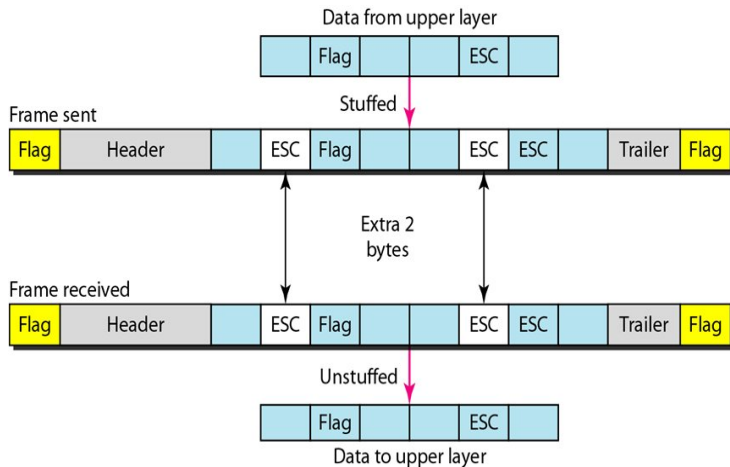 Data from upper layer
Flag ESC
Stuffed
Frame sent
Flag Header ESC Flag ESC ESC Trailer Flag
Extra 2
bytes
Frame received
Flag Header ESC Flag ESC ESC Trailer Flag
Unstuffed
Flag ESC
Data to upper layer